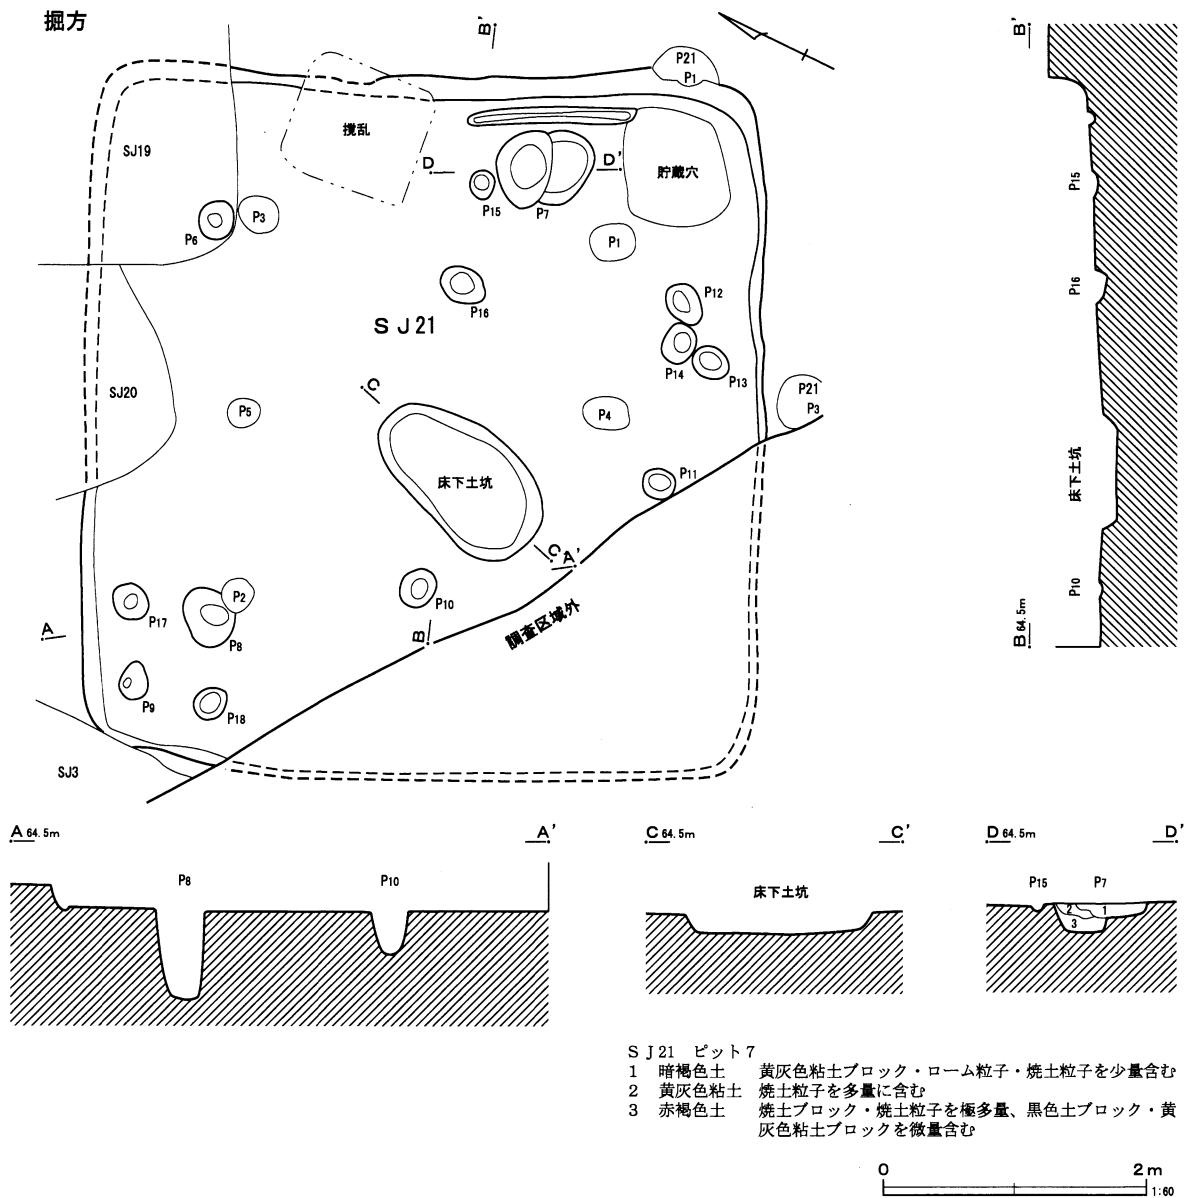 掘方
B'
P21
P1
SJ19
撹乱
D
D'
貯蔵穴
P15
P7
P6
P3
P1
P16
P12
SJ21
P14
P13
C
SJ20
P5
P4
P21
P3
床下土坑
P11
C'
A'
P17
P2
P10
調査区域外
A
P8
B
P9
P18
SJ3
B'
P15
P16
床下土坑
P10
B 64.5m
A 64.5m
A'
P8
P10
C 64.5m
C'
床下土坑
D 64.5m
D'
P15
P7
2
1
3
SJ21 ピット7
1 暗褐色土 黄灰色粘土ブロック・ローム粒子・焼土粒子を少量含む
2 黄灰色粘土 焼土粒子を多量に含む
3 赤褐色土 焼土ブロック・焼土粒子を極多量、黒色土ブロック・黄
灰色粘土ブロックを微量含む
0
2m
1:60